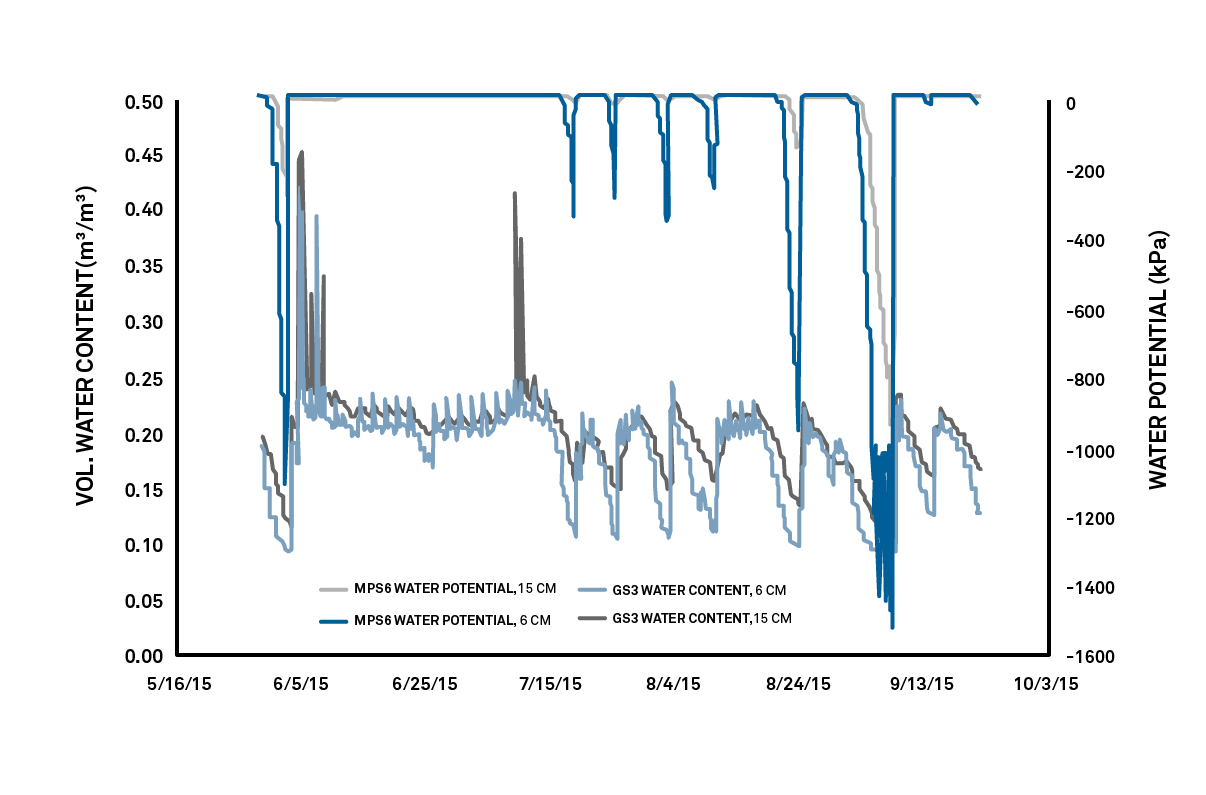 VOL. WATER CONTENT(m³/m³)
0.50
0.45
0.40
0.35
0.30
0.25
0.20
0.15
0.10
0.05
0.00
0
-200
-400
-600
-800
-1000
-1200
-1400
-1600
WATER POTENTIAL (kPa)
MPS6 WATER POTENTIAL, 15 CM
GS3 WATER CONTENT, 6 CM
MPS6 WATER POTENTIAL, 6 CM
GS3 WATER CONTENT, 15 CM
5/16/15 6/5/15 6/25/15 7/15/15 8/4/15 8/24/15 9/13/15 10/3/15